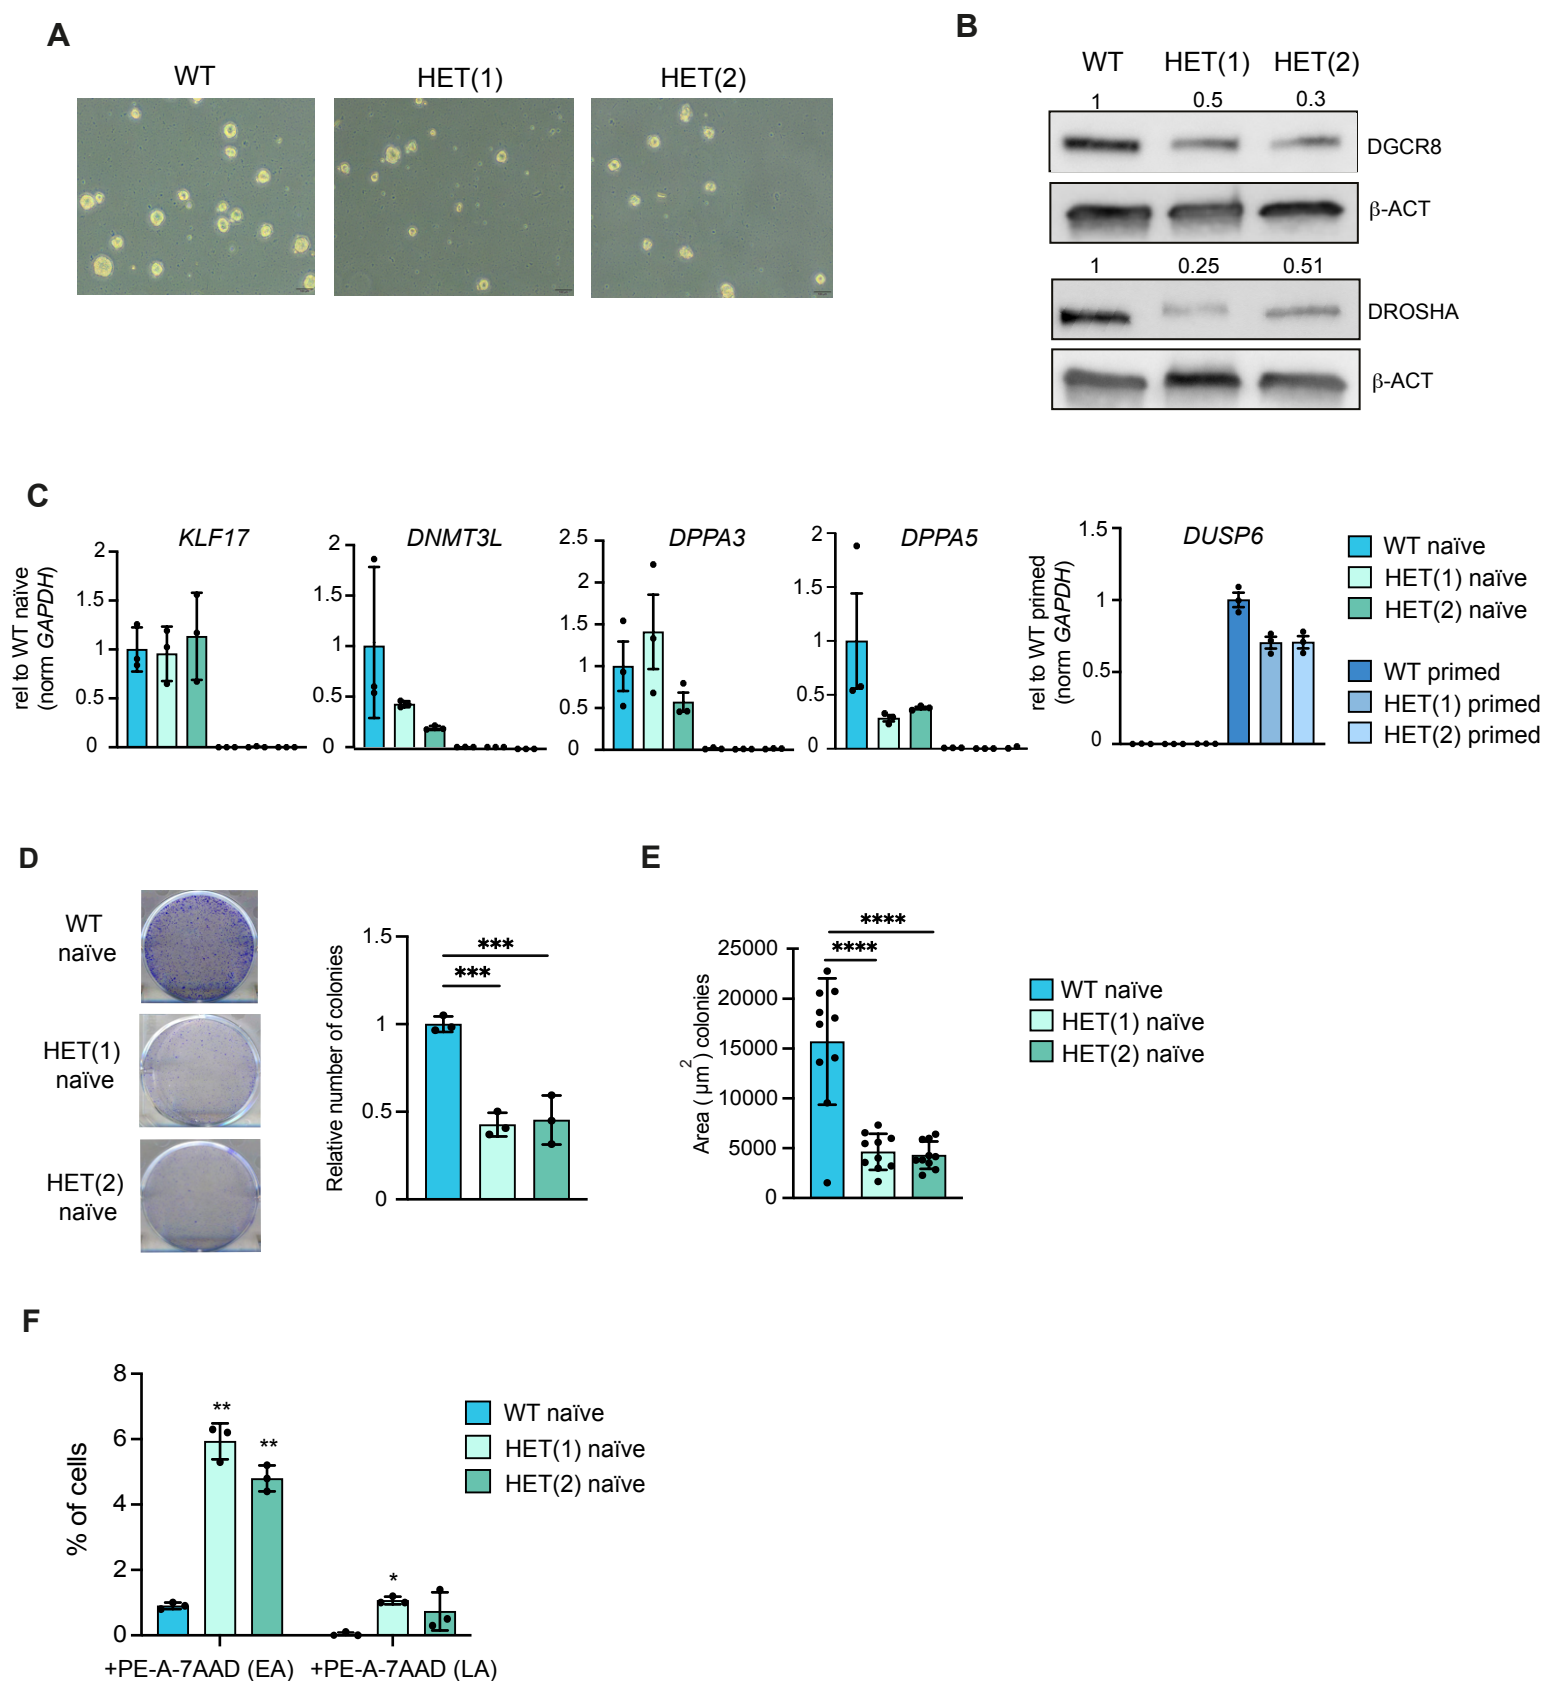 A
WT
HET(1)
HET(2)
B
WT
HET(1)
HET(2)
1
0.5
0.3
DGCR8
β-ACT
1
0.25
0.51
DROSHA
β-ACT
C
rel to WT naïve
(norm GAPDH)
KLF17
2
1.5
1
0.5
0
DNMT3L
2
1.5
1
0.5
0
DPPA3
2.5
2
1.5
1
0.5
0
DPPA5
2
1.5
1
0.5
0
rel to WT primed
(norm GAPDH)
DUSP6
1.5
1
0.5
0
WT naïve
HET(1) naïve
HET(2) naïve
WT primed
HET(1) primed
HET(2) primed
D
WT
naïve
HET(1)
naïve
HET(2)
naïve
Relative number of colonies
1.5
1
0.5
0
***
***
E
Area ( µm2 ) colonies
25000
20000
15000
10000
5000
0
****
****
WT naïve
HET(1) naïve
HET(2) naïve
F
% of cells
8
6
4
2
0
**
**
*
+PE-A-7AAD (EA)
+PE-A-7AAD (LA)
WT naïve
HET(1) naïve
HET(2) naïve